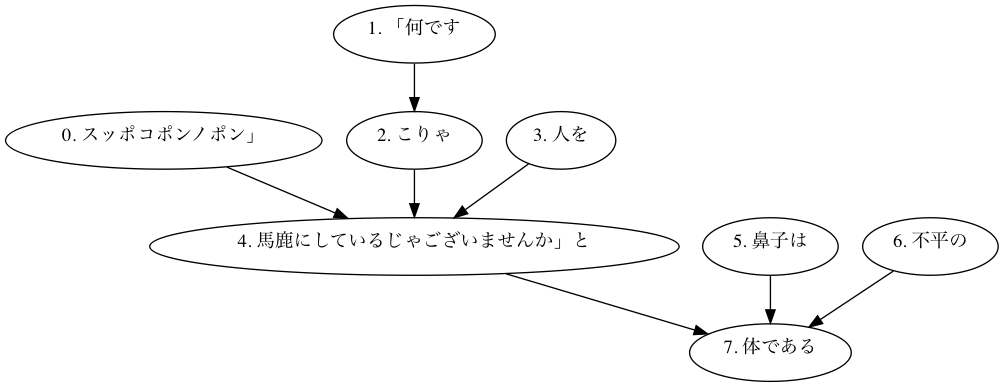 1. 「何です
0. スッポコポンノポン」
2. こりゃ
3. 人を
4. 馬鹿にしているじゃございませんか」と
5. 鼻子は
6. 不平の
7. 体である